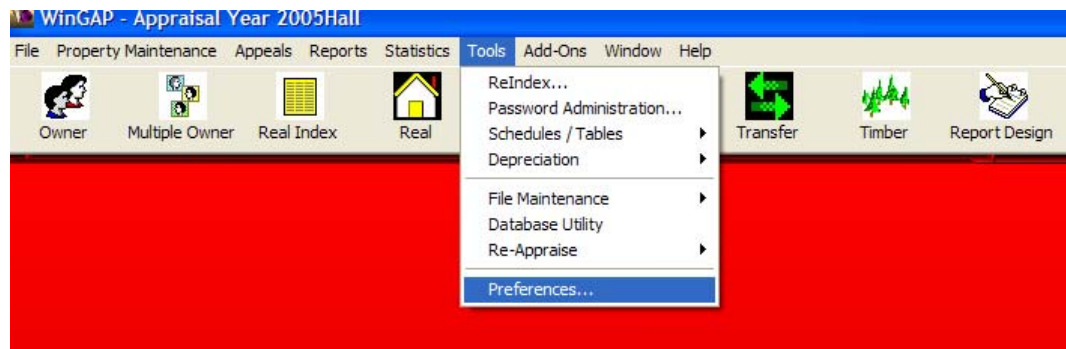 WinGAP - Appraisal Year 2005Hall
File Property Maintenance Appeals Reports Statistics Tools Add-Ons Window Help
Owner Multiple Owner Real Index Real Transfer Timber Report Design
ReIndex...
Password Administration...
Schedules / Tables
Depreciation
File Maintenance
Database Utility
Re-Appraise
Preferences...